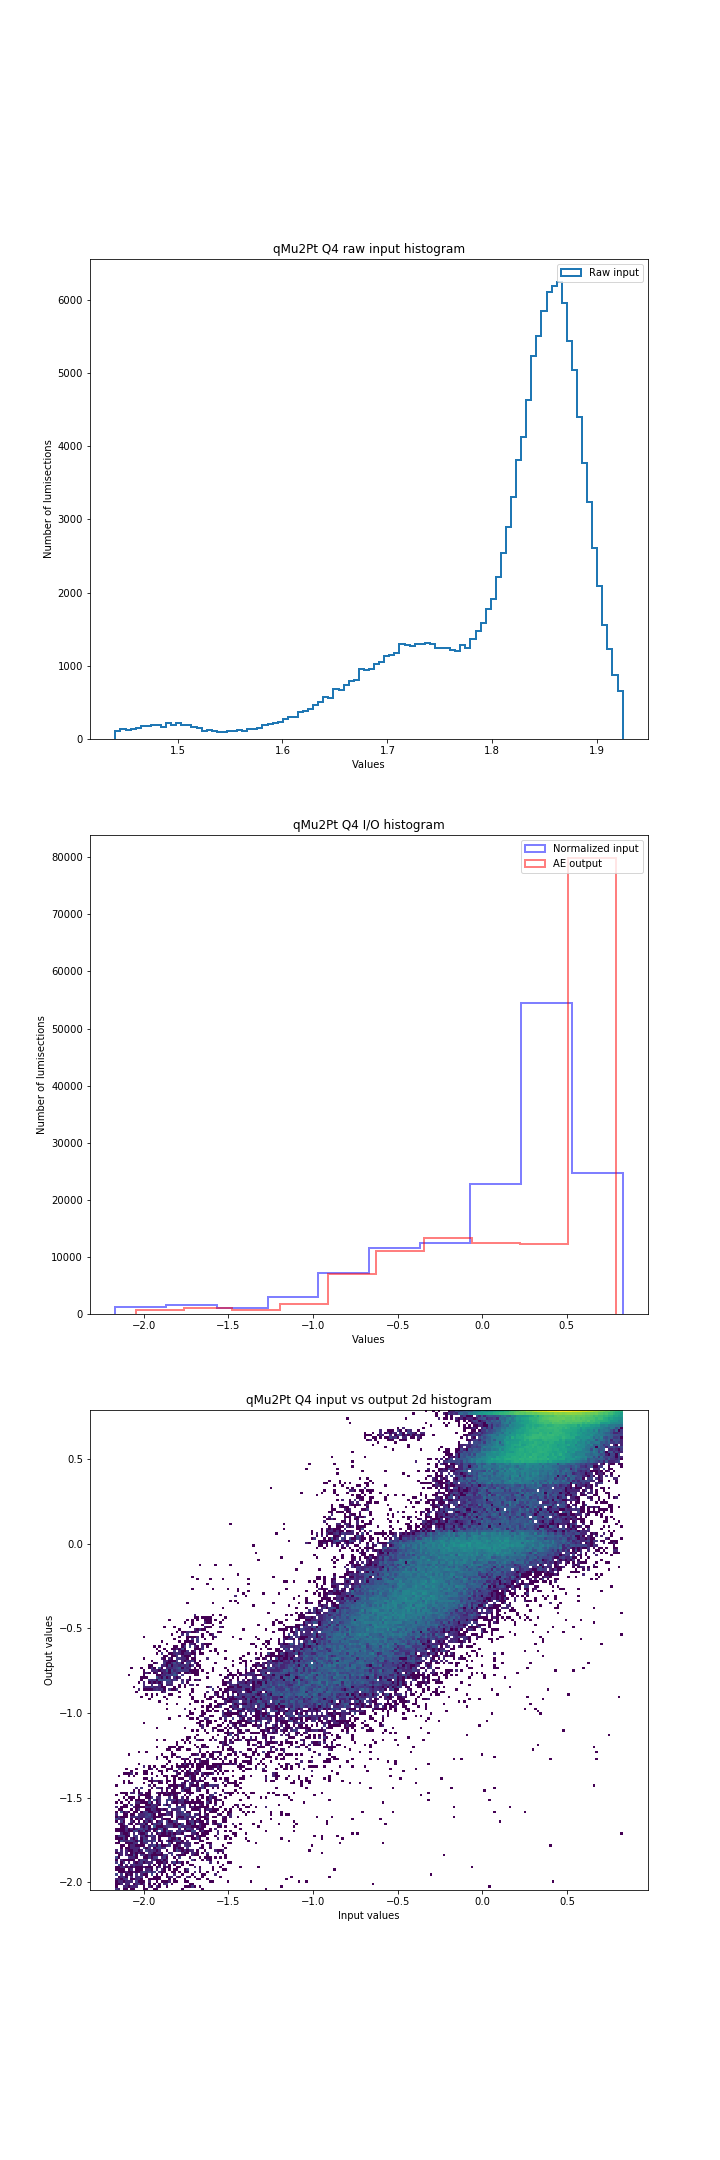 qMu2Pt Q4 raw input histogram
Raw input
6000
5000
4000
3000
2000
1000
0
Number of lumisections
1.5 1.6 1.7 1.8 1.9
Values
qMu2Pt Q4 I/O histogram
Normalized input
AE output
80000
70000
60000
50000
40000
30000
20000
10000
0
Number of lumisections
−2.0 −1.5 −1.0 −0.5 0.0 0.5
Values
qMu2Pt Q4 input vs output 2d histogram
0.5
0.0
−0.5
−1.0
−1.5
−2.0
Output values
−2.0 −1.5 −1.0 −0.5 0.0 0.5
Input values